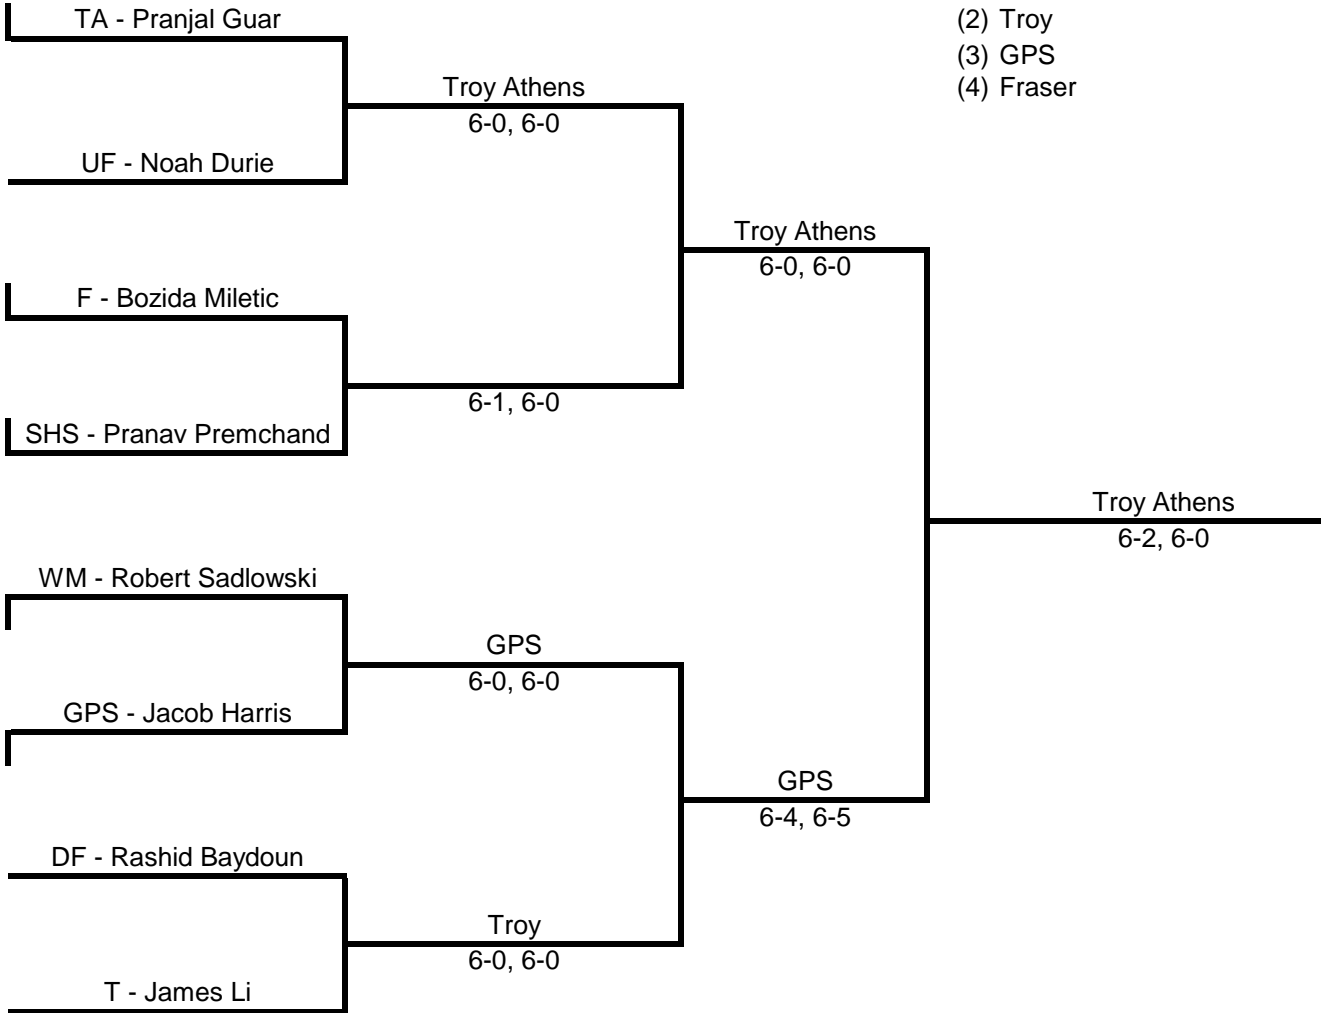 TA - Pranjal Guar
(2) Troy
(3) GPS
Troy Athens
(4) Fraser
6-0, 6-0
UF - Noah Durie
Troy Athens
6-0, 6-0
F - Bozida Miletic
6-1, 6-0
SHS - Pranav Premchand
Troy Athens
6-2, 6-0
WM - Robert Sadlowski
GPS
6-0, 6-0
GPS - Jacob Harris
GPS
6-4, 6-5
DF - Rashid Baydoun
Troy
6-0, 6-0
T - James Li